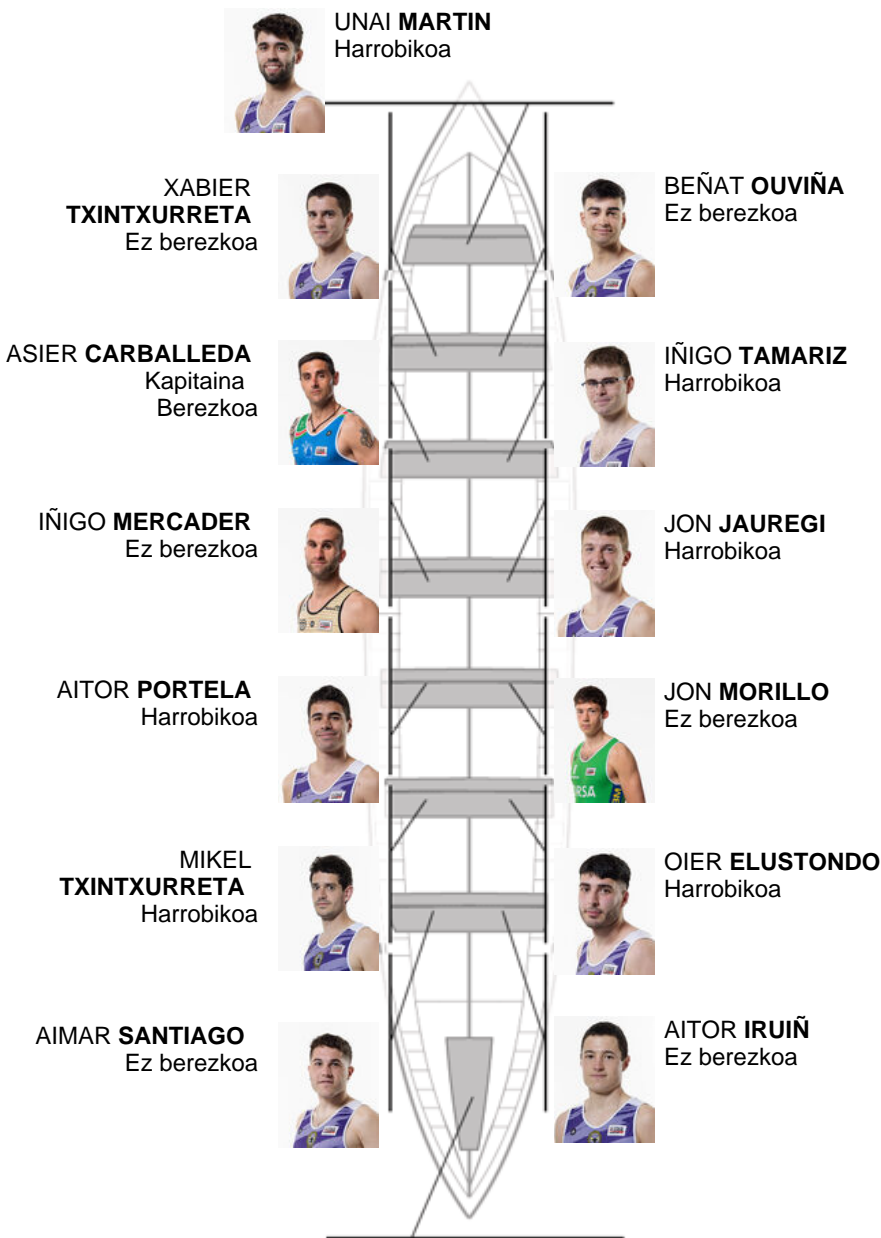 UNAI MARTIN
Harrobikoa
XABIER
TXINTXURRETA
Ez berezkoa
BEÑAT OUVIÑA
Ez berezkoa
ASIER CARBALLEDA
Kapitaina
Berezkoa
IÑIGO TAMARIZ
Harrobikoa
IÑIGO MERCADER
Ez berezkoa
JON JAUREGI
Harrobikoa
AITOR PORTELA
Harrobikoa
JON MORILLO
Ez berezkoa
MIKEL
TXINTXURRETA
Harrobikoa
OIER ELUSTONDO
Harrobikoa
AIMAR SANTIAGO
Ez berezkoa
AITOR IRUIÑ
Ez berezkoa